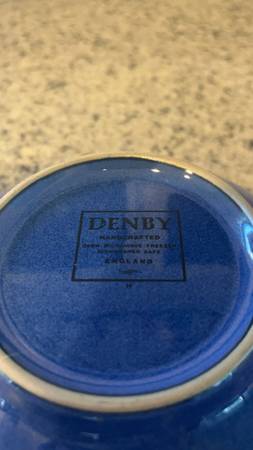 DENBY
HANDCRAFTED
OVEN MICROWAVE FREEZER
DISHWASHER SAFE
ENGLAND